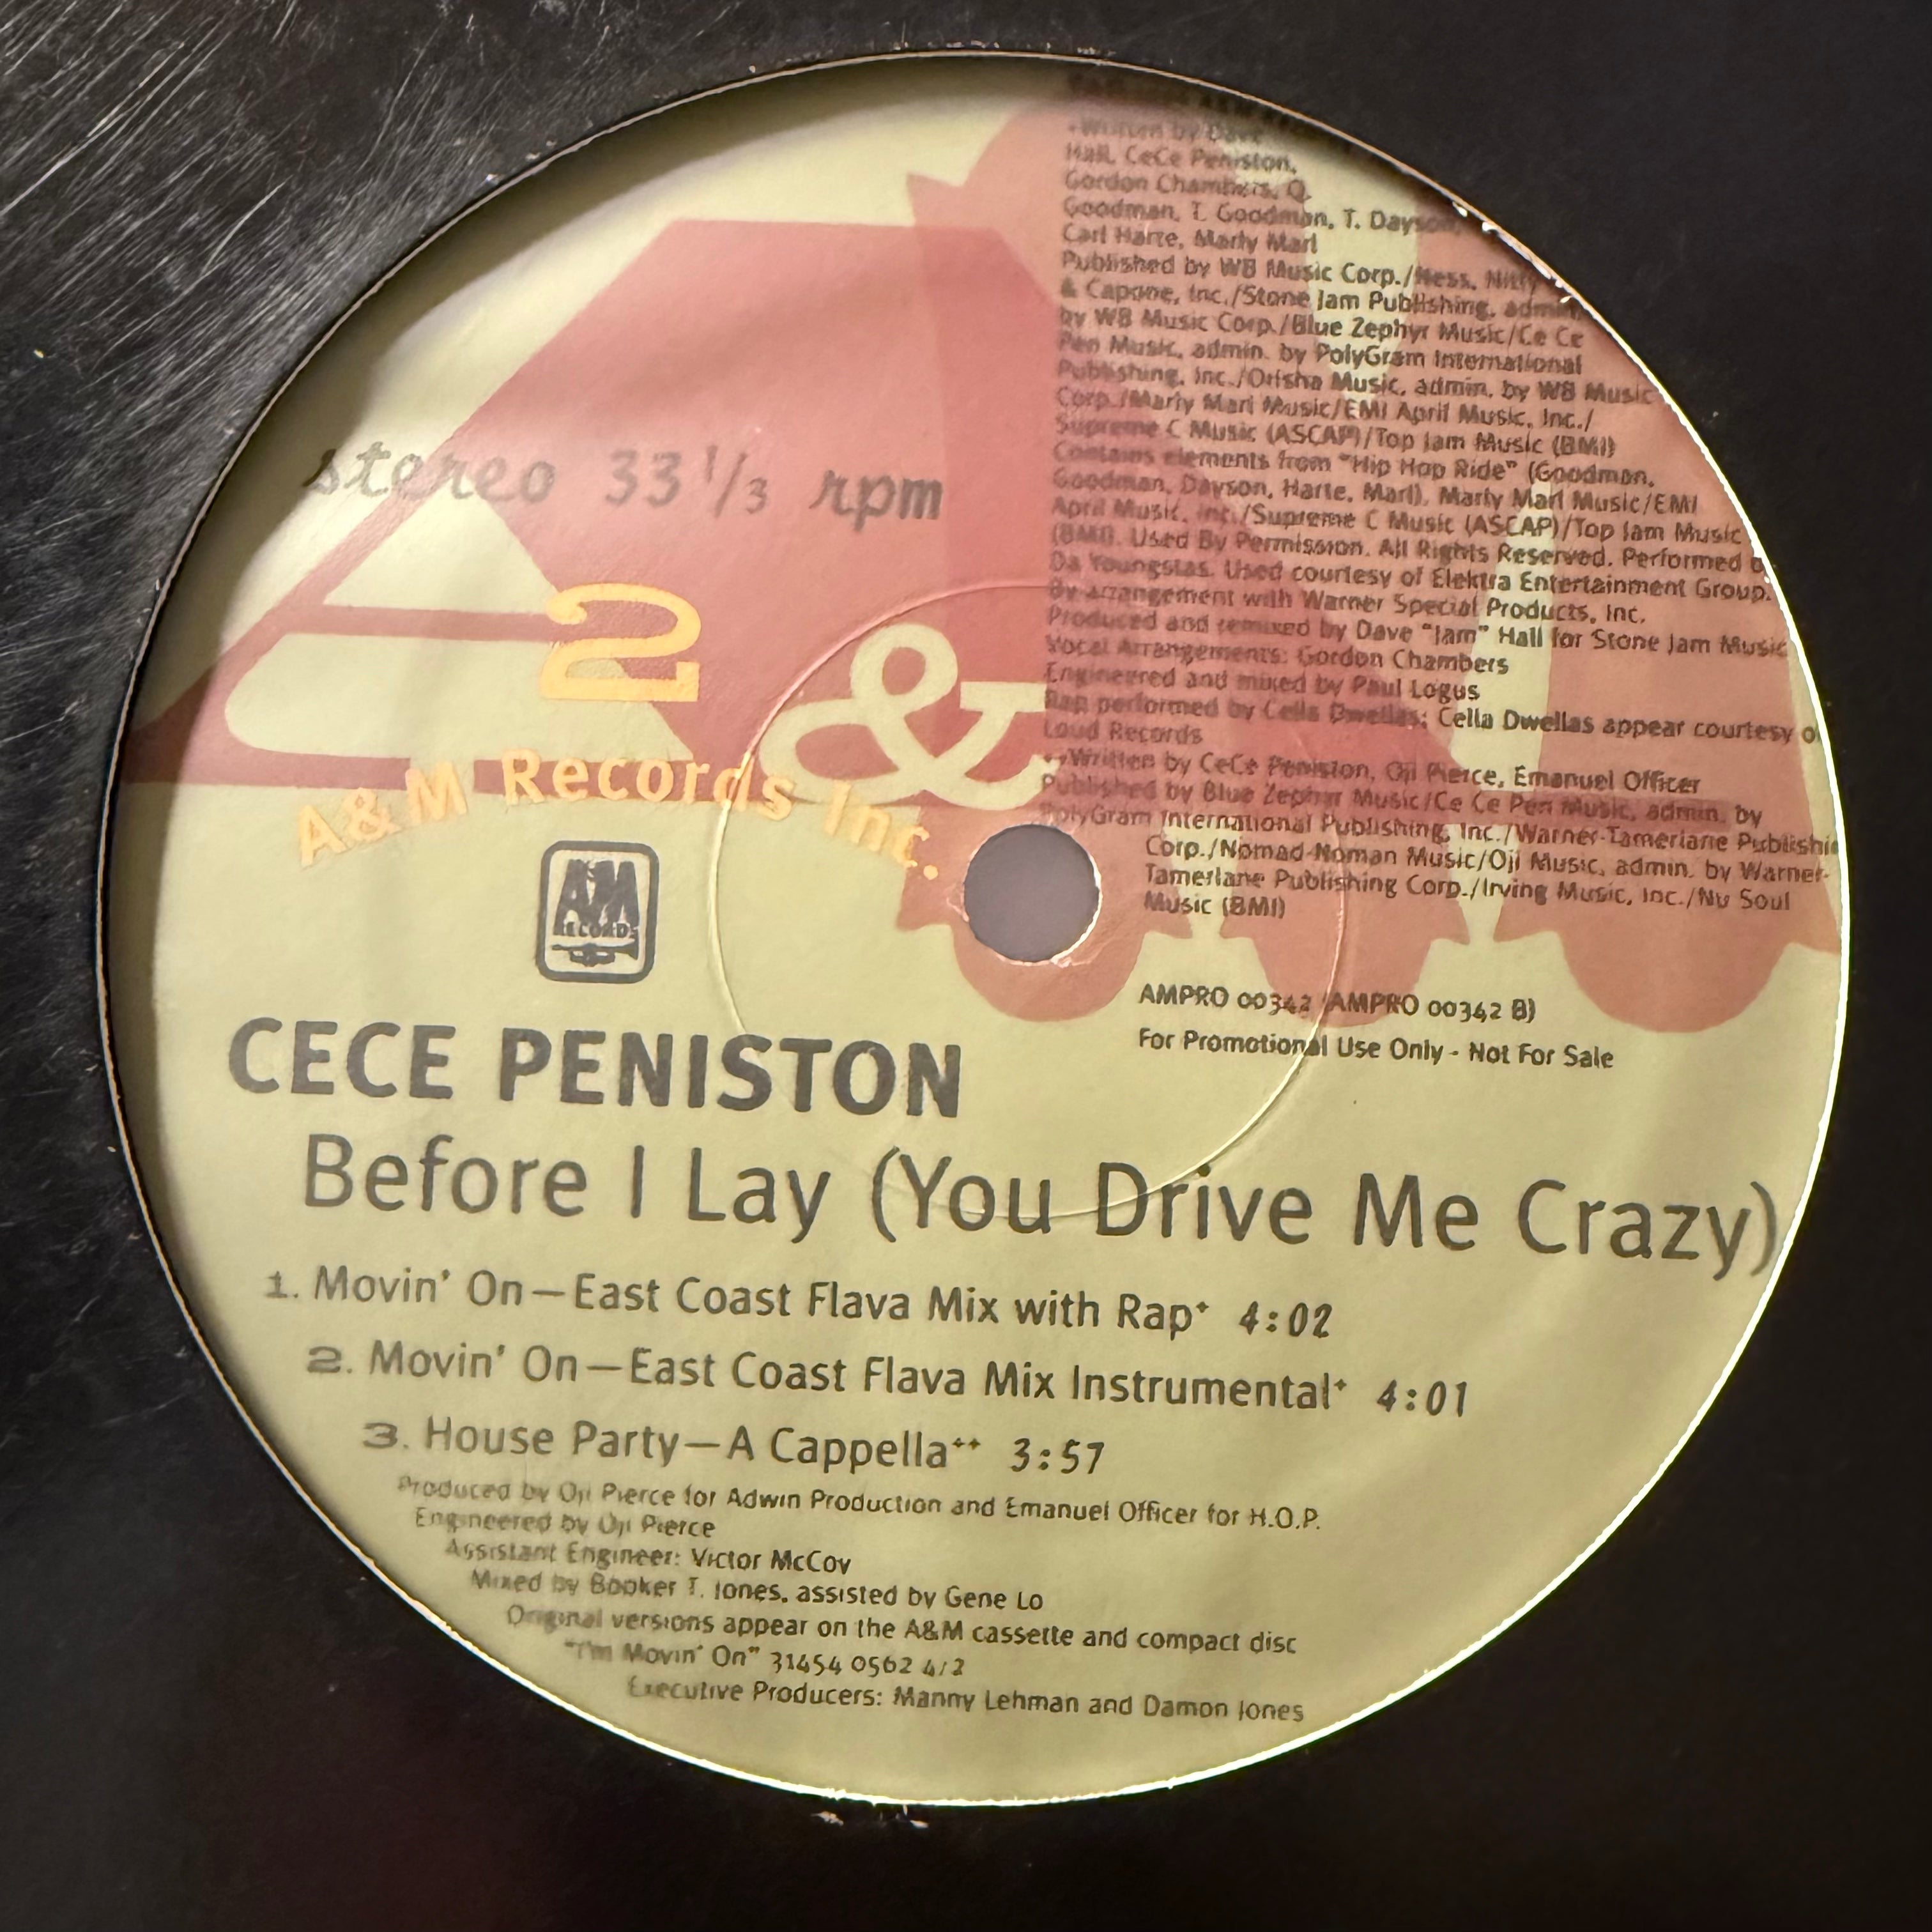 +Written by Dave
Hall, CeCe Peniston,
Gordon Chambers, Q.
Goodman, T. Goodman, T. Dayson,
Carl Harte, Marly Marl
Published by WB Music Corp./Ness, Nitty
& Capone, Inc./Stone Jam Publishing, admin.
by WB Music Corp./Blue Zephyr Music/Ce Ce
Pen Music, admin. by PolyGram International
Publishing, Inc./Orisha Music, admin. by WB Music
Corp./Marly Marl Music/EMI April Music, Inc./
Supreme C Music (ASCAP)/Top Jam Music (BMI)
Contains elements from "Hip Hop Ride" (Goodman,
Goodman, Dayson, Harte, Marl), Marly Marl Music/EMI
April Music, Inc./Supreme C Music (ASCAP)/Top Jam Music
(BMI). Used By Permission. All Rights Reserved. Performed b
Da Youngstas. Used courtesy of Elektra Entertainment Group.
By arrangement with Warner Special Products, Inc.
Produced and remixed by Dave "Jam" Hall for Stone Jam Music
Vocal Arrangements: Gordon Chambers
Engineered and mixed by Paul Logus
Rap performed by Cella Dwellas; Cella Dwellas appear courtesy o
Loud Records
++Written by CeCe Peniston, Oji Pierce, Emanuel Officer
Published by Blue Zephyr Music/Ce Ce Pen Music, admin. by
PolyGram International Publishing, Inc./Warner-Tamerlane Publishi
Corp./Nomad-Noman Music/Oji Music, admin. by Warner-
Tamerlane Publishing Corp./Irving Music, Inc./Nu Soul
Music (BMI)
stereo 33 1/3 rpm
2
&
A&M Records Inc.
A&M
RECORDS
AMPRO 00342 (AMPRO 00342 B)
For Promotional Use Only - Not For Sale
CECE PENISTON
Before I Lay (You Drive Me Crazy)
1. Movin' On—East Coast Flava Mix with Rap+ 4:02
2. Movin' On—East Coast Flava Mix Instrumental+ 4:01
3. House Party—A Cappella++ 3:57
Produced by Oji Pierce for Adwin Production and Emanuel Officer for H.O.P.
Engineered by Oji Pierce
Assistant Engineer: Victor McCoy
Mixed by Booker T. Jones, assisted by Gene Lo
Original versions appear on the A&M cassette and compact disc
"I'm Movin' On" 31454 0562 4/2
Executive Producers: Manny Lehman and Damon Jones